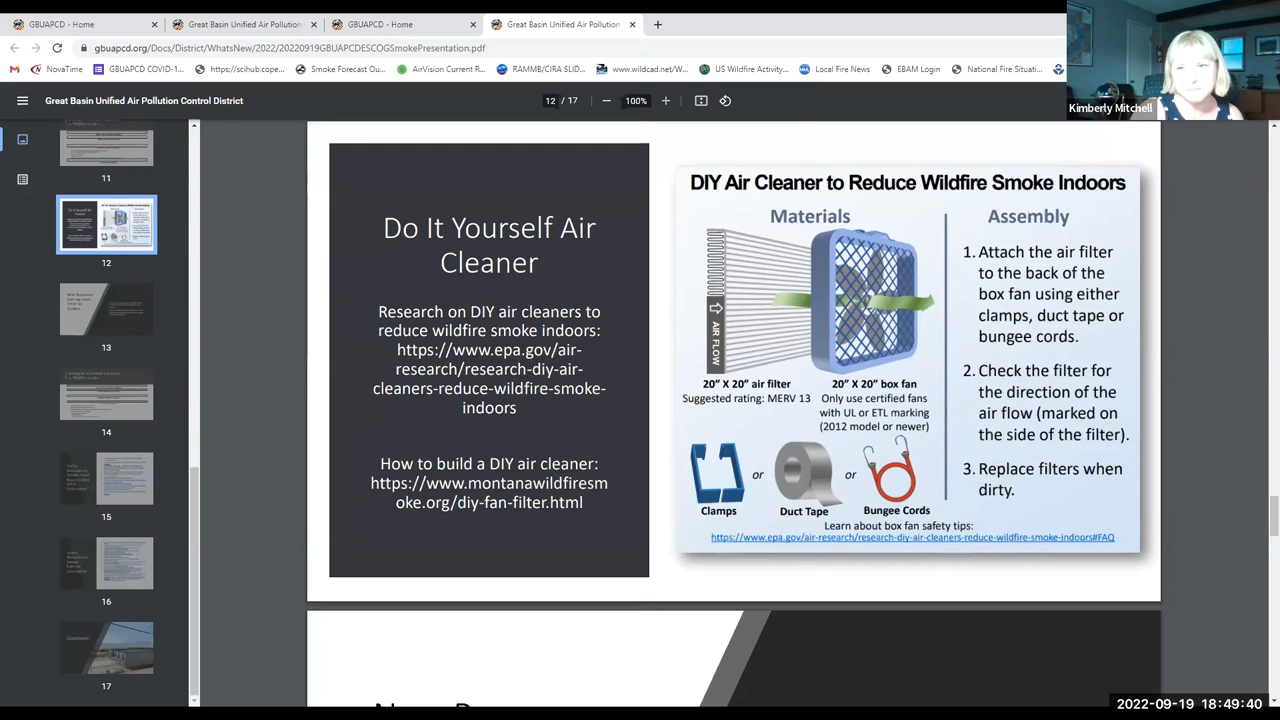 GBUAPCD - Home
Great Basin Unified Air Pollution
GBUAPCD - Home
Great Basin Unified Air Pollution
gbuapcd.org/Docs/District/WhatsNew/2022/20220919GBUAPCDESCOGSmokePresentation.pdf
NovaTime
GBUAPCD COVID-1...
https://scihub.cope...
Smoke Forecast Ou...
AirVision Current R...
RAMMB/CIRA SLID...
www.wildcad.net/W...
US Wildfire Activity...
Local Fire News
EBAM Login
National Fire Situati...
Great Basin Unified Air Pollution Control District
12 / 17
100%
Kimberly Mitchell
11
12
13
14
15
16
17
Do It Yourself Air
Cleaner
Research on DIY air cleaners to
reduce wildfire smoke indoors:
https://www.epa.gov/air-
research/research-diy-air-
cleaners-reduce-wildfire-smoke-
indoors
How to build a DIY air cleaner:
https://www.montanawildfiresm
oke.org/diy-fan-filter.html
DIY Air Cleaner to Reduce Wildfire Smoke Indoors
Materials
AIR FLOW
20” X 20” air filter
Suggested rating: MERV 13
20” X 20” box fan
Only use certified fans
with UL or ETL marking
(2012 model or newer)
or
or
Clamps
Duct Tape
Bungee Cords
Assembly
1. Attach the air filter
to the back of the
box fan using either
clamps, duct tape or
bungee cords.
2. Check the filter for
the direction of the
air flow (marked on
the side of the filter).
3. Replace filters when
dirty.
Learn about box fan safety tips:
https://www.epa.gov/air-research/research-diy-air-cleaners-reduce-wildfire-smoke-indoors#FAQ
2022-09-19 18:49:40